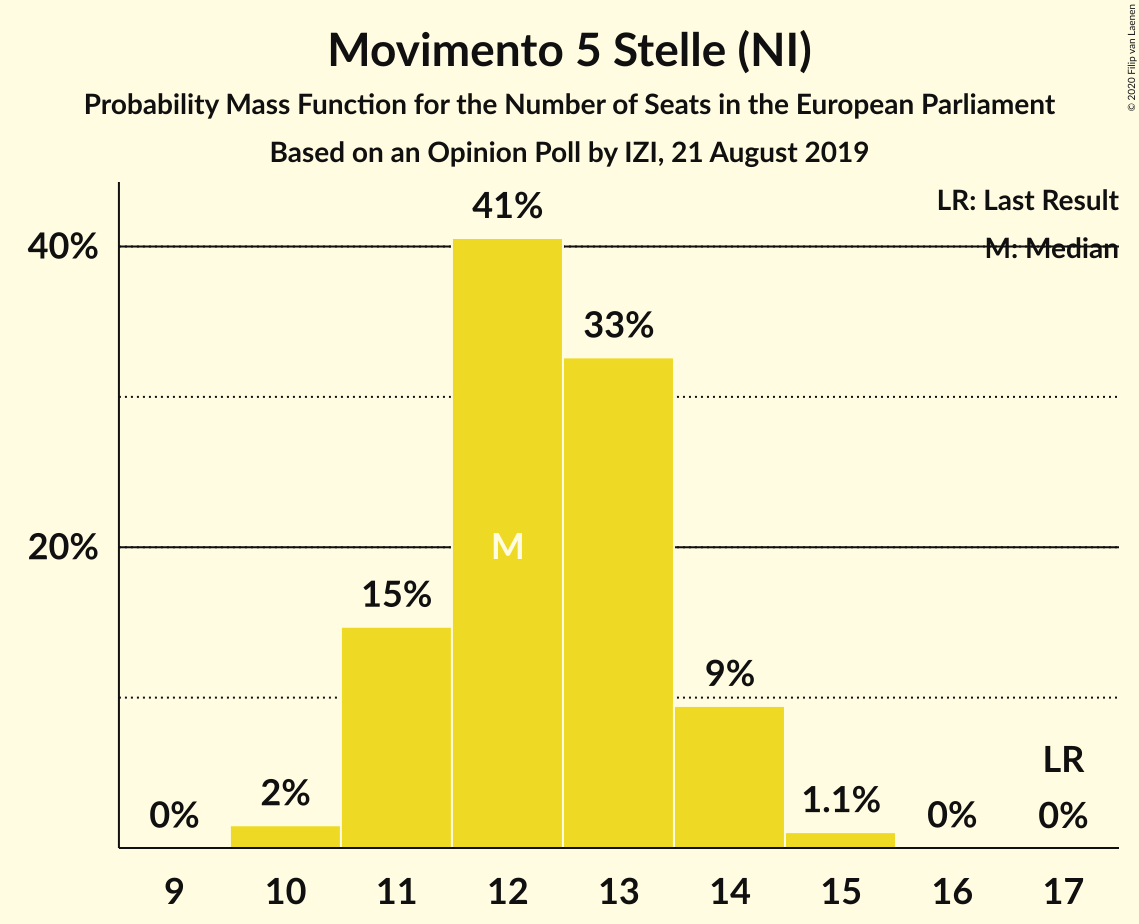 Movimento 5 Stelle (NI)
Probability Mass Function for the Number of Seats in the European Parliament
Based on an Opinion Poll by IZI, 21 August 2019
© 2020 Filip van Laenen
LR: Last Result
M: Median
41%
40%
33%
20%
M
15%
9%
2%
1.1%
LR
0%
0%
0%
9 10 11 12 13 14 15 16 17